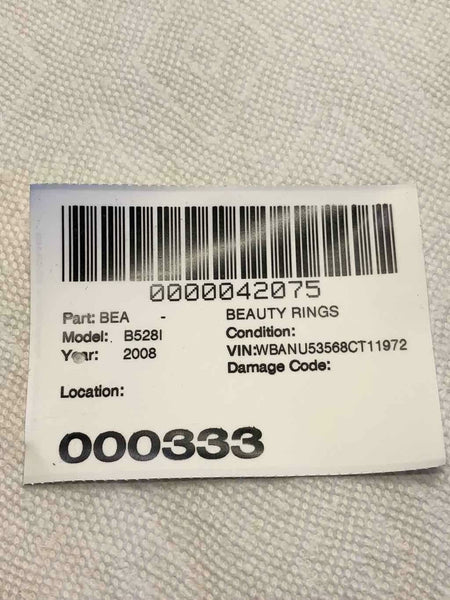 0000042075
Part: BEA - BEAUTY RINGS
Model: B528I Condition:
Year: 2008 VIN:WBANU53568CT11972
Damage Code:
Location:
000333